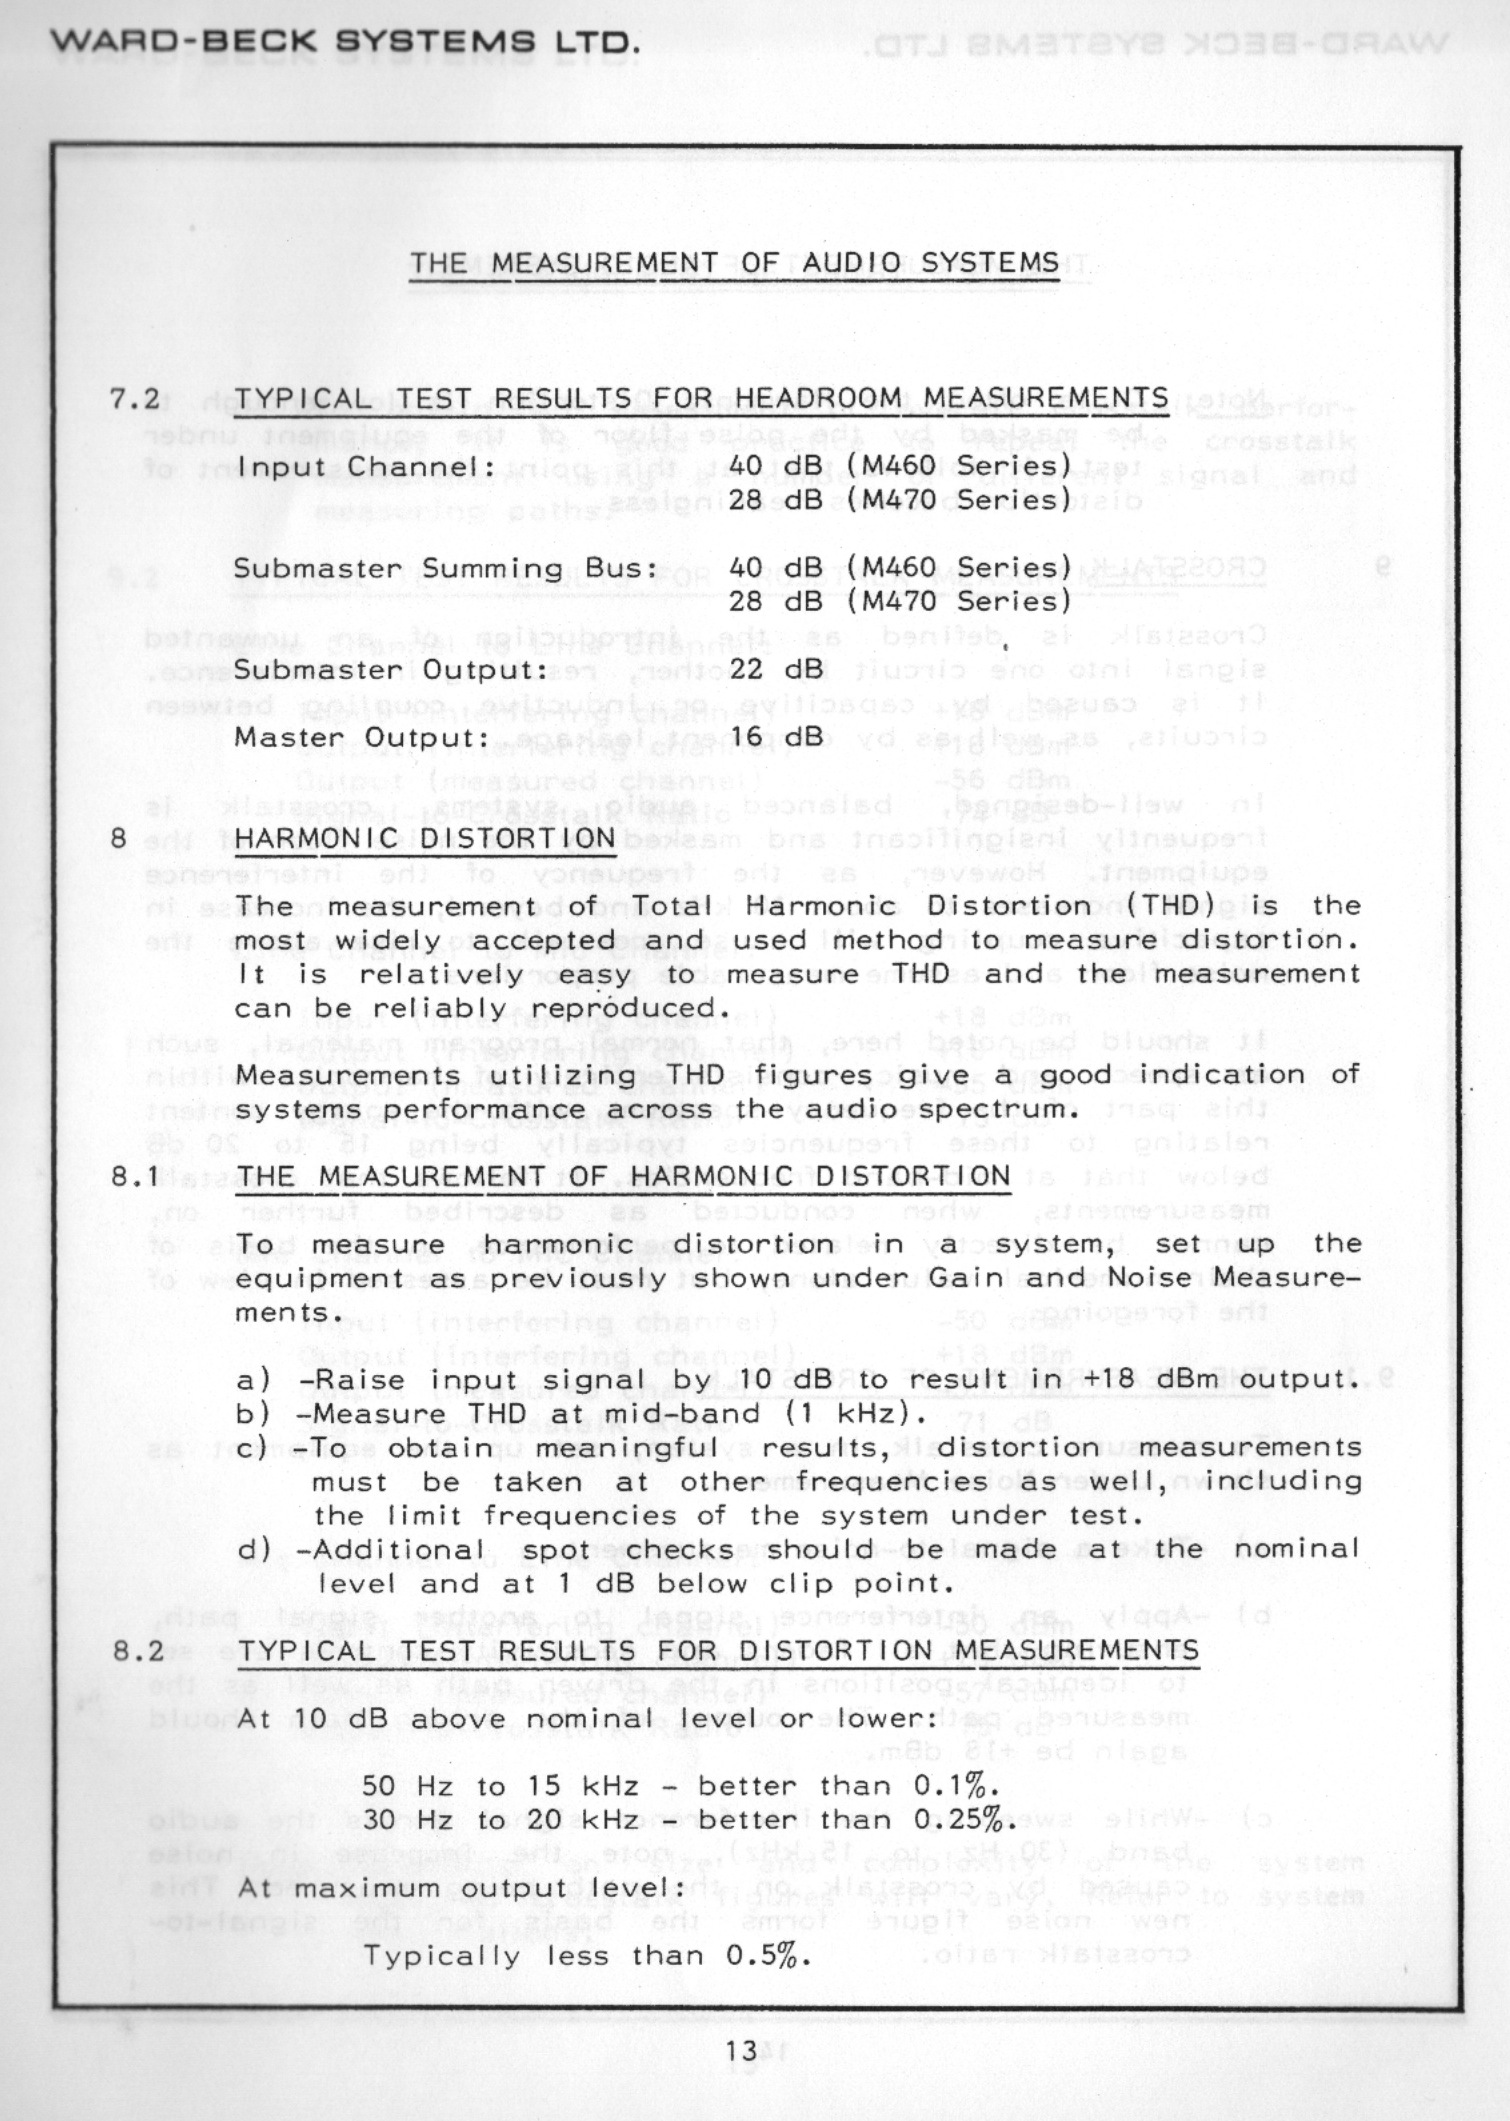 WARD-BECK SYSTEMS LTD.
THE MEASUREMENT OF AUDIO SYSTEMS
7.2 TYPICAL TEST RESULTS FOR HEADROOM MEASUREMENTS
Input Channel: 40 dB (M460 Series)
28 dB (M470 Series)
Submaster Summing Bus: 40 dB (M460 Series)
28 dB (M470 Series)
Submaster Output: 22 dB
Master Output: 16 dB
8 HARMONIC DISTORTION
The measurement of Total Harmonic Distortion (THD) is the
most widely accepted and used method to measure distortion.
It is relatively easy to measure THD and the measurement
can be reliably reproduced.
Measurements utilizing THD figures give a good indication of
systems performance across the audio spectrum.
8.1 THE MEASUREMENT OF HARMONIC DISTORTION
To measure harmonic distortion in a system, set up the
equipment as previously shown under Gain and Noise Measure-
ments.
a) -Raise input signal by 10 dB to result in +18 dBm output.
b) -Measure THD at mid-band (1 kHz).
c) -To obtain meaningful results, distortion measurements
must be taken at other frequencies as well, including
the limit frequencies of the system under test.
d) -Additional spot checks should be made at the nominal
level and at 1 dB below clip point.
8.2 TYPICAL TEST RESULTS FOR DISTORTION MEASUREMENTS
At 10 dB above nominal level or lower:
50 Hz to 15 kHz - better than 0.1%.
30 Hz to 20 kHz - better than 0.25%.
At maximum output level:
Typically less than 0.5%.
13